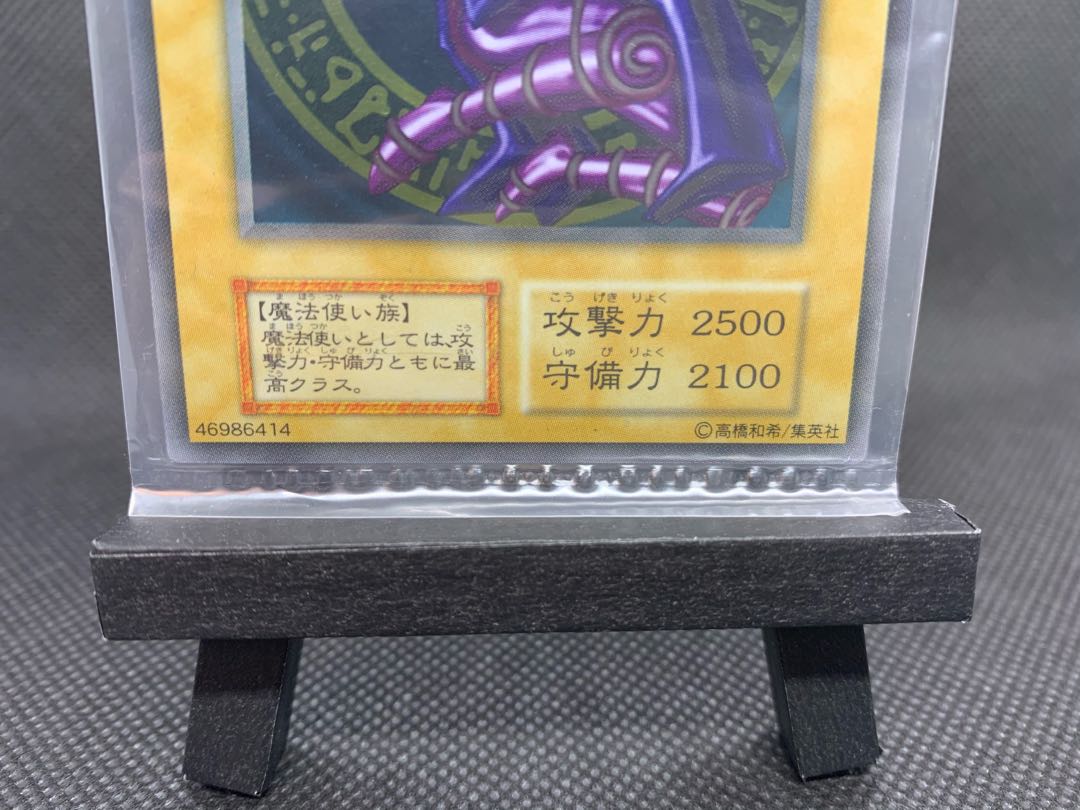 【魔法使い族】
魔法使いとしては、攻
撃力・守備力ともに最
高クラス。
攻撃力 2500
守備力 2100
46986414
©高橋和希/集英社